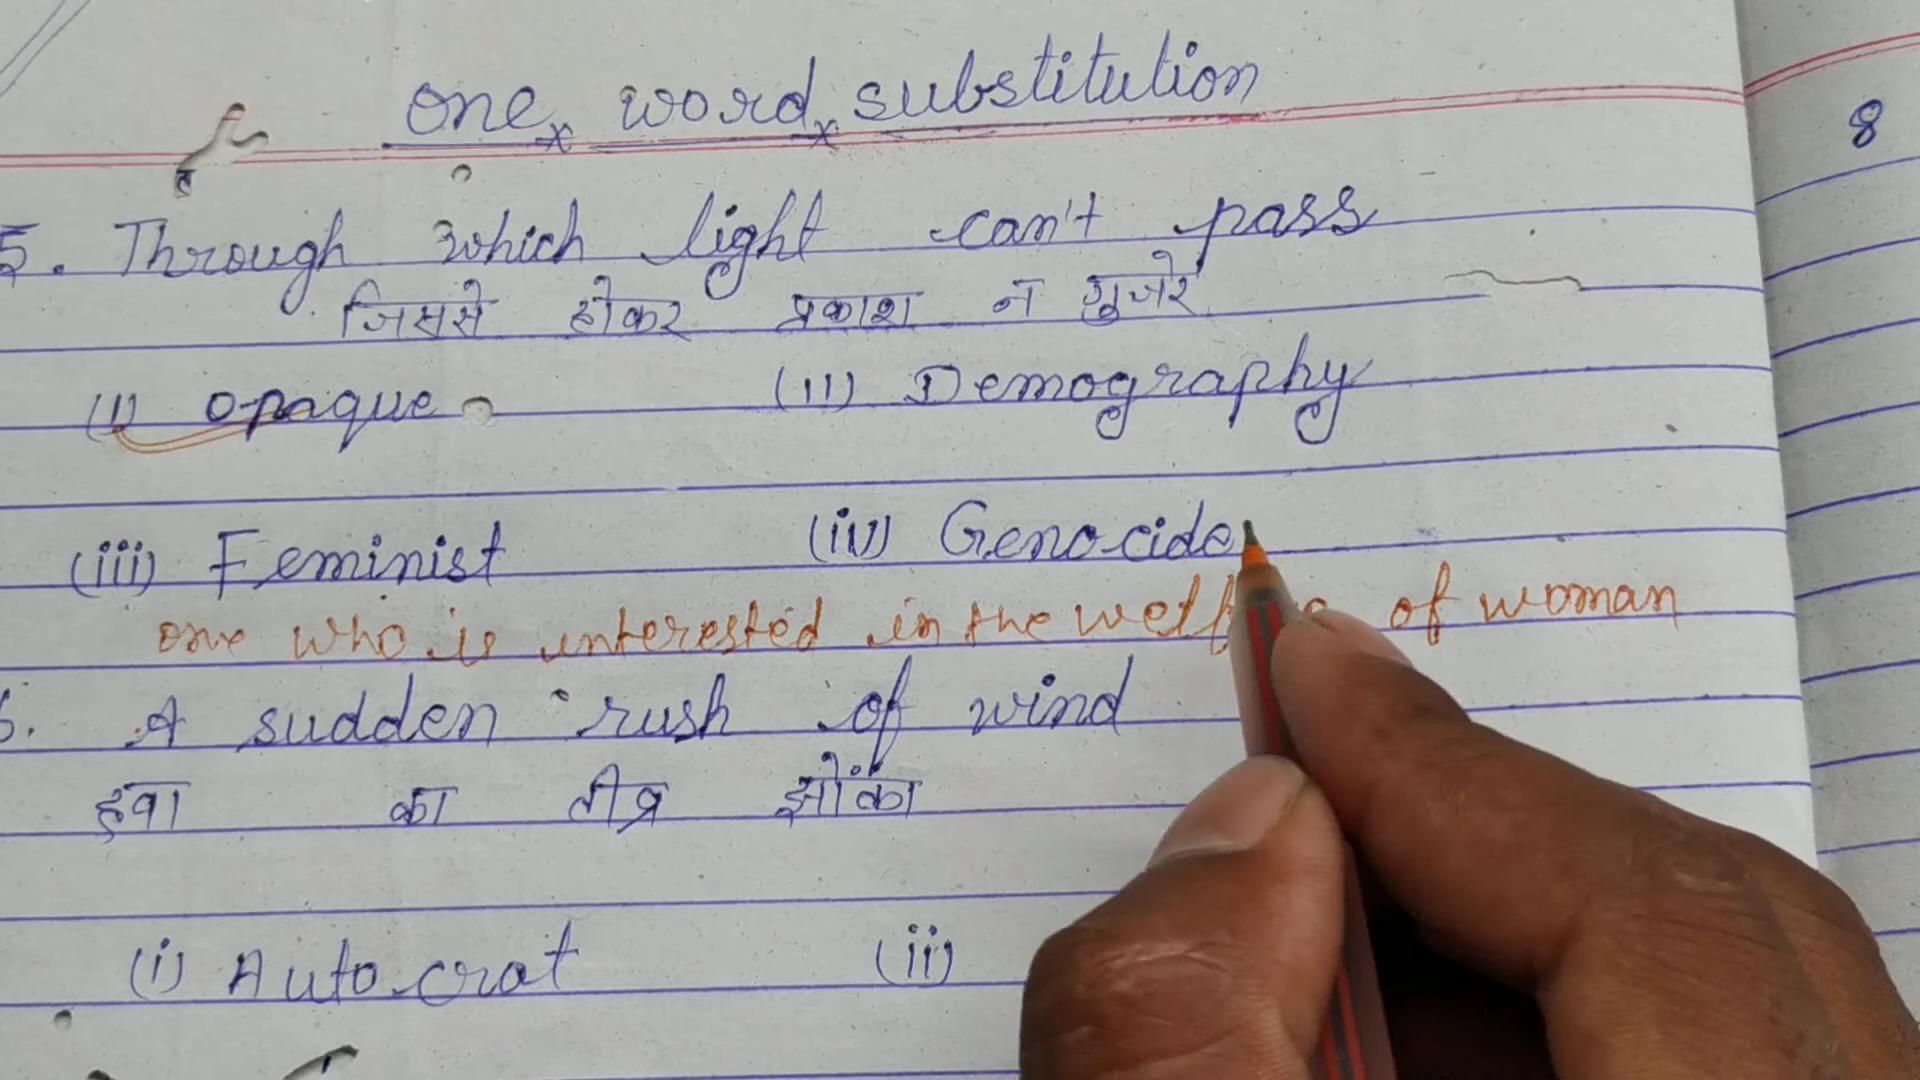 one word substitution
8
5. Through which light can't pass
जिससे होकर प्रकाश न गुजरे
(i) opaque (ii) Demography
(iii) Feminist (iv) Genocide
one who is interested in the of woman
6. A sudden rush of wind
हवा का तीव्र झोंका
(i) Autocrat (ii)